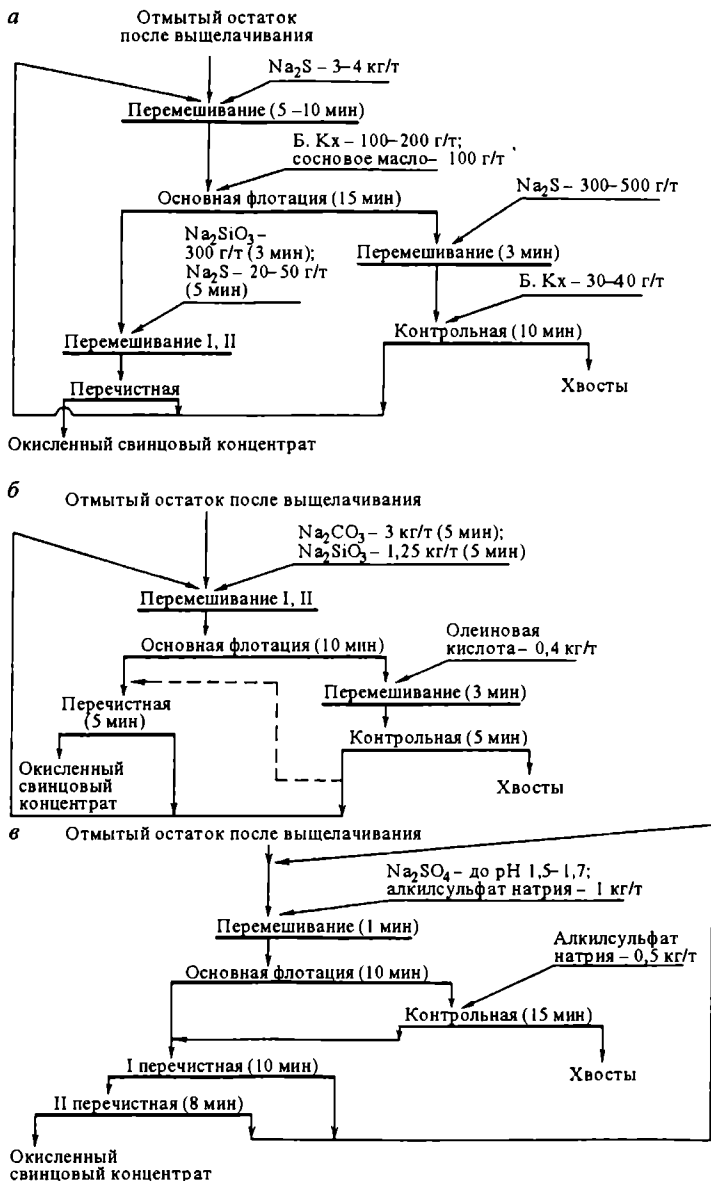 а
Отмытый остаток
после выщелачивания
Na₂S – 3–4 кг/т
Перемешивание (5–10 мин)
Б. Kx – 100–200 г/т;
сосновое масло – 100 г/т
Основная флотация (15 мин)
Na₂S – 300–500 г/т
Na₂SiO₃ –
300 г/т (3 мин);
Na₂S – 20–50 г/т
(5 мин)
Перемешивание (3 мин)
Б. Kx – 30–40 г/т
Перемешивание I, II
Контрольная (10 мин)
Перечистная
Хвосты
Окисленный свинцовый концентрат
б
Отмытый остаток после выщелачивания
Na₂CO₃ – 3 кг/т (5 мин);
Na₂SiO₃ – 1,25 кг/т (5 мин)
Перемешивание I, II
Основная флотация (10 мин)
Олеиновая
кислота – 0,4 кг/т
Перемешивание (3 мин)
Перечистная
(5 мин)
Контрольная (5 мин)
Окисленный
свинцовый
концентрат
Хвосты
в
Отмытый остаток после выщелачивания
Na₂SO₄ – до pH 1,5–1,7;
алкилсульфат натрия – 1 кг/т
Перемешивание (1 мин)
Основная флотация (10 мин)
Алкилсульфат
натрия – 0,5 кг/т
Контрольная (15 мин)
I перечистная (10 мин)
Хвосты
II перечистная (8 мин)
Окисленный
свинцовый концентрат